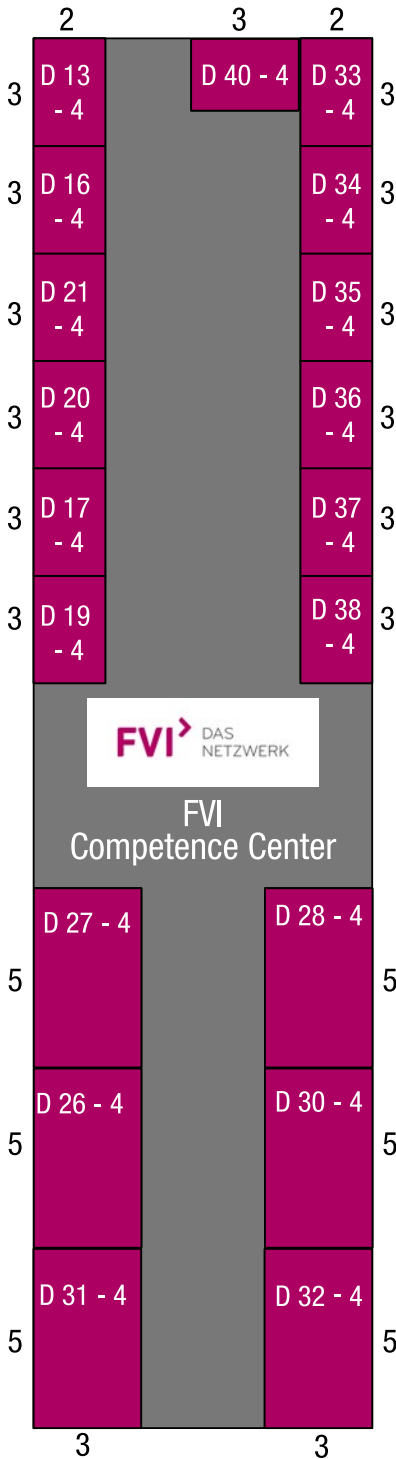 2 3 2
3 D 13 D 40 - 4 D 33 3
- 4 - 4
3 D 16 D 34 3
- 4 - 4
3 D 21 D 35 3
- 4 - 4
3 D 20 D 36 3
- 4 - 4
3 D 17 D 37 3
- 4 - 4
3 D 19 D 38 3
- 4 - 4
FVI DAS
NETZWERK
FVI
Competence Center
D 27 - 4 D 28 - 4
5 5
D 26 - 4 D 30 - 4
5 5
D 31 - 4 D 32 - 4
5 5
3 3